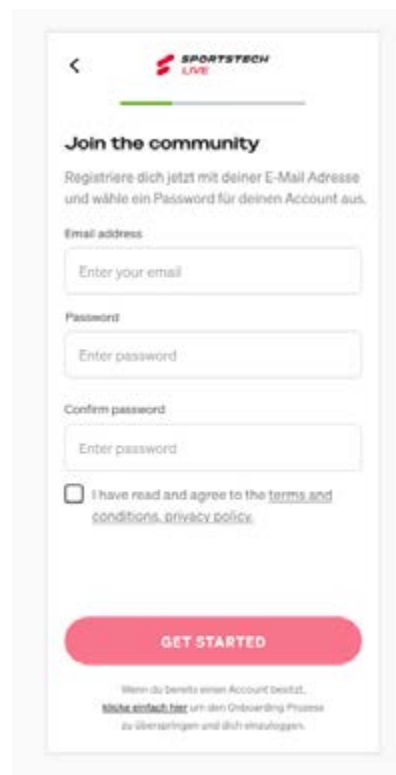 SPORTSTECH
LIVE
Join the community
Registriere dich jetzt mit deiner E-Mail Adresse
und wähle ein Password für deinen Account aus.
Email address
Enter your email
Password
Enter password
Confirm password
Enter password
I have read and agree to the terms and
conditions, privacy policy.
GET STARTED
Wenn du bereits einen Account besitzt,
klicke einfach hier um den Onboarding Prozess
zu überspringen und dich einzuloggen.